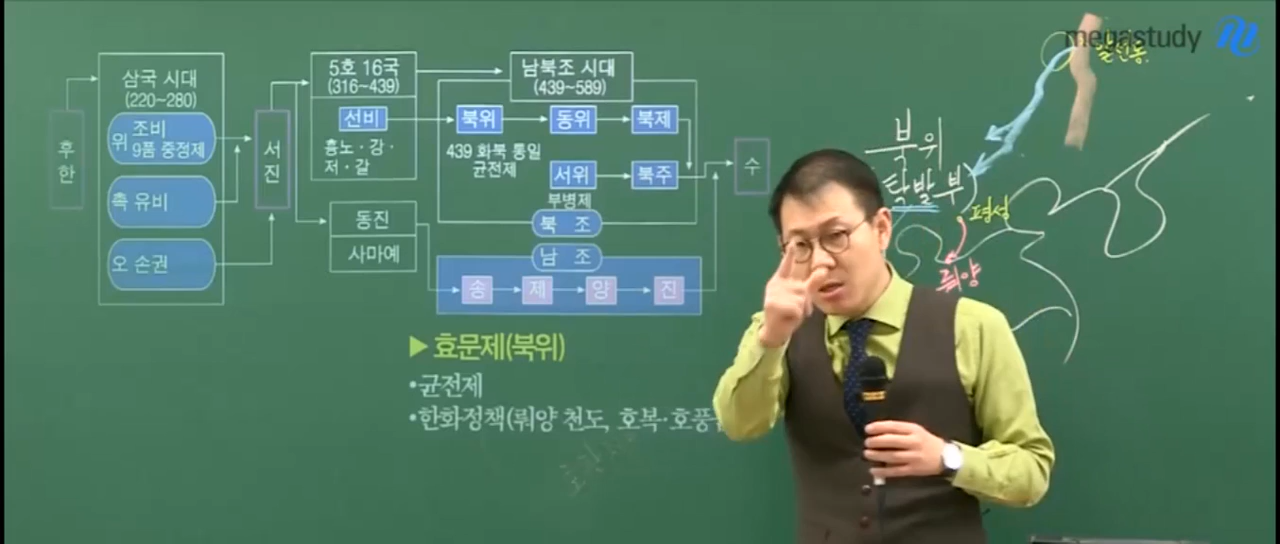 megastudy
삼국 시대
(220~280)
위 조비
9품 중정제
촉 유비
오 손권
후한
서진
5호 16국
(316~439)
선비
흉노·강·
저·갈
동진
사마예
남북조 시대
(439~589)
북위
동위
북제
439 화북 통일
균전제
서위
북주
부병제
북 조
남 조
송
제
양
진
수
▶효문제(북위)
•균전제
•한화정책(뤄양 천도, 호복·호풍
북위
탁발부
평성
뤄양